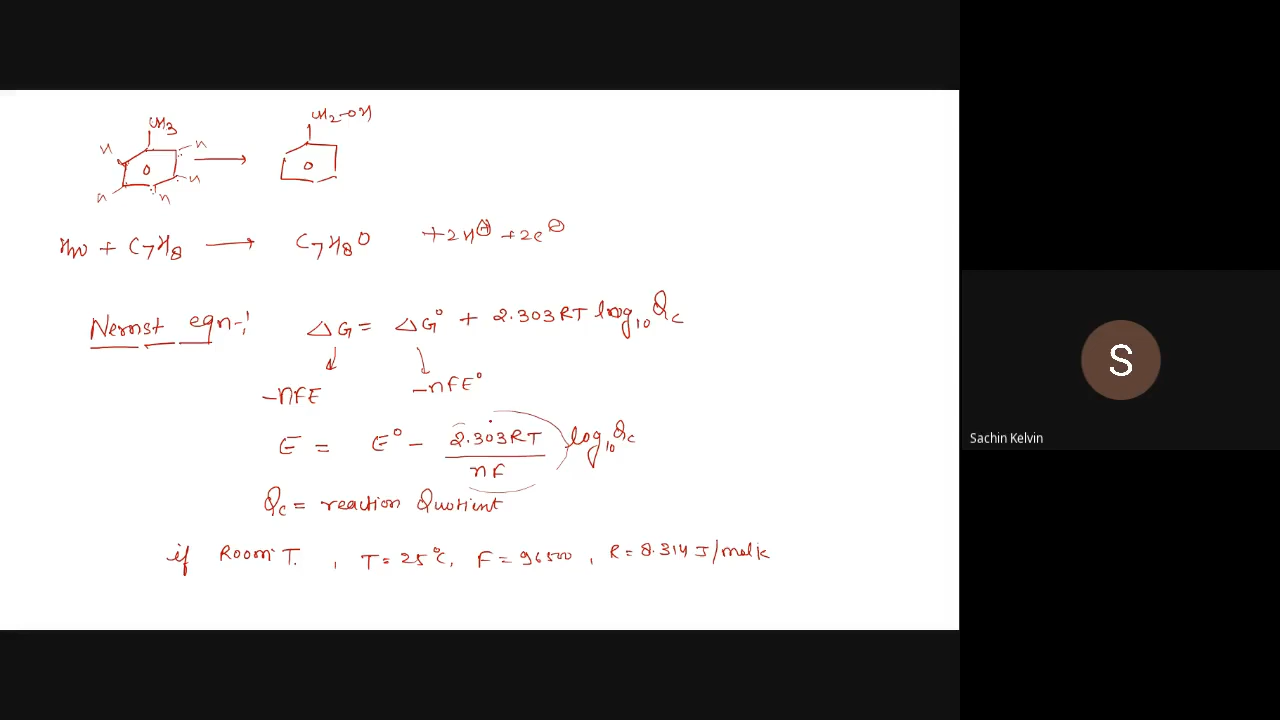 CH3 CH2-OH
H H
H H H
H2O + C7H8 → C7H8O +2H⊕ +2e⊖
Nernst eqn-! ΔG = ΔG° + 2.303RT log10 Qc
-nFE -nFE°
E = E° - 2.303RT/nF log10 Qc
Qc = reaction Quotient
if Room T. , T = 25°C, F = 96500 , R = 8.314 J/molK
S
Sachin Kelvin